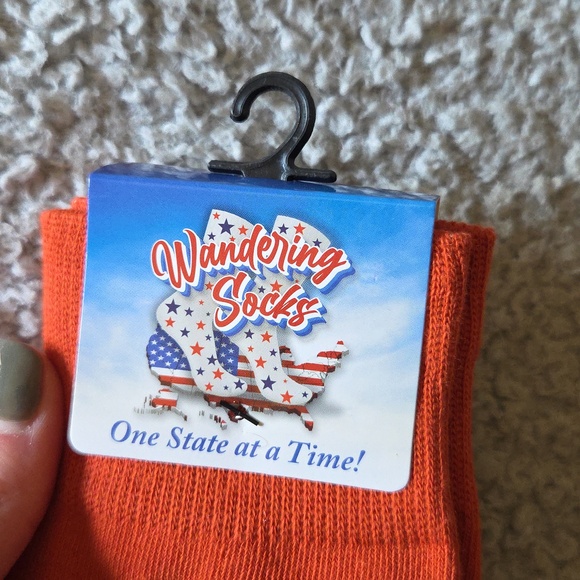 Wandering
Socks
One State at a Time!